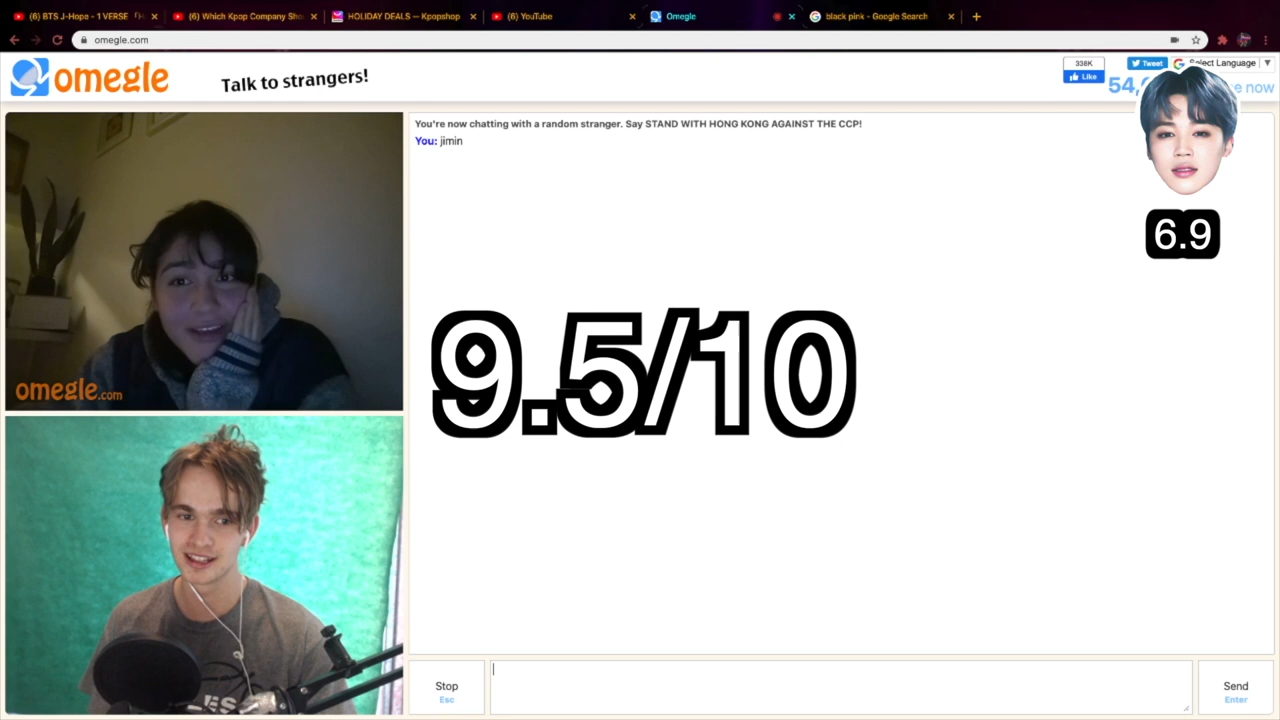 (6) BTS J-Hope - 1 VERSE
(6) Which Kpop Company Sho
HOLIDAY DEALS — Kpopshop
(6) YouTube
Omegle
black pink - Google Search
omegle.com
omegle
Talk to strangers!
338K
Like
Tweet
Select Language
54,
now
You're now chatting with a random stranger. Say STAND WITH HONG KONG AGAINST THE CCP!
You: jimin
6.9
9.5/10
omegle.com
Stop
Esc
Send
Enter